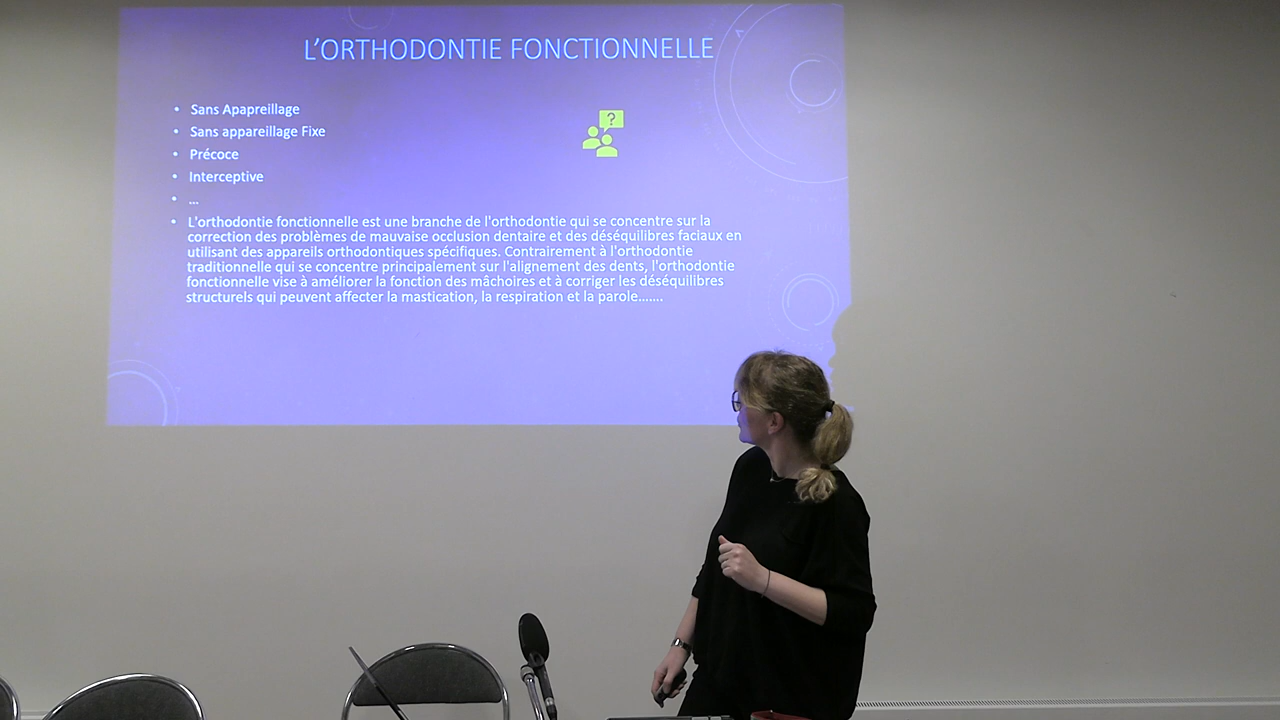 L'ORTHODONTIE FONCTIONNELLE
?
• Sans Apapreillage
• Sans appareillage Fixe
• Précoce
• Interceptive
• ...
• L'orthodontie fonctionnelle est une branche de l'orthodontie qui se concentre sur la
correction des problèmes de mauvaise occlusion dentaire et des déséquilibres faciaux en
utilisant des appareils orthodontiques spécifiques. Contrairement à l'orthodontie
traditionnelle qui se concentre principalement sur l'alignement des dents, l'orthodontie
fonctionnelle vise à améliorer la fonction des mâchoires et à corriger les déséquilibres
structurels qui peuvent affecter la mastication, la respiration et la parole.......